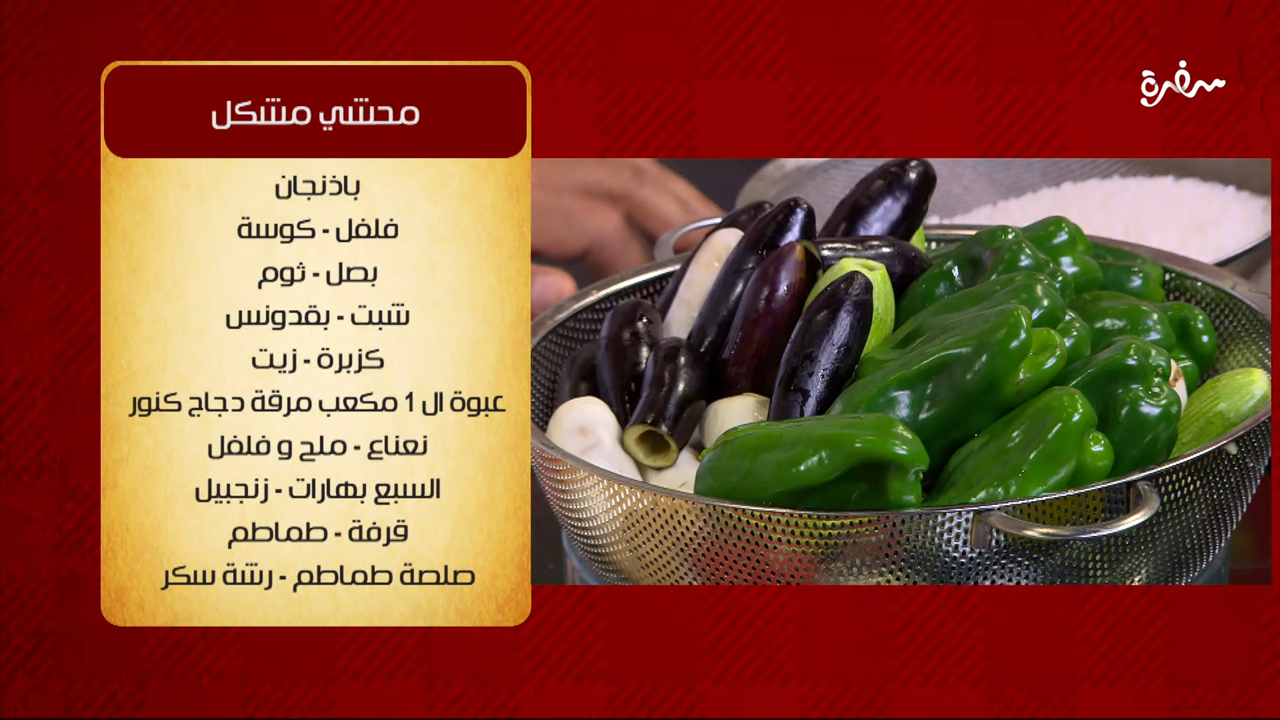 سفرة
محشي مشكل
باذنجان
فلفل - كوسة
بصل - ثوم
شبت - بقدونس
كزبرة - زيت
عبوة ال 1 مكعب مرقة دجاج كنور
نعناع - ملح و فلفل
السبع بهارات - زنجبيل
قرفة - طماطم
صلصة طماطم - رشة سكر